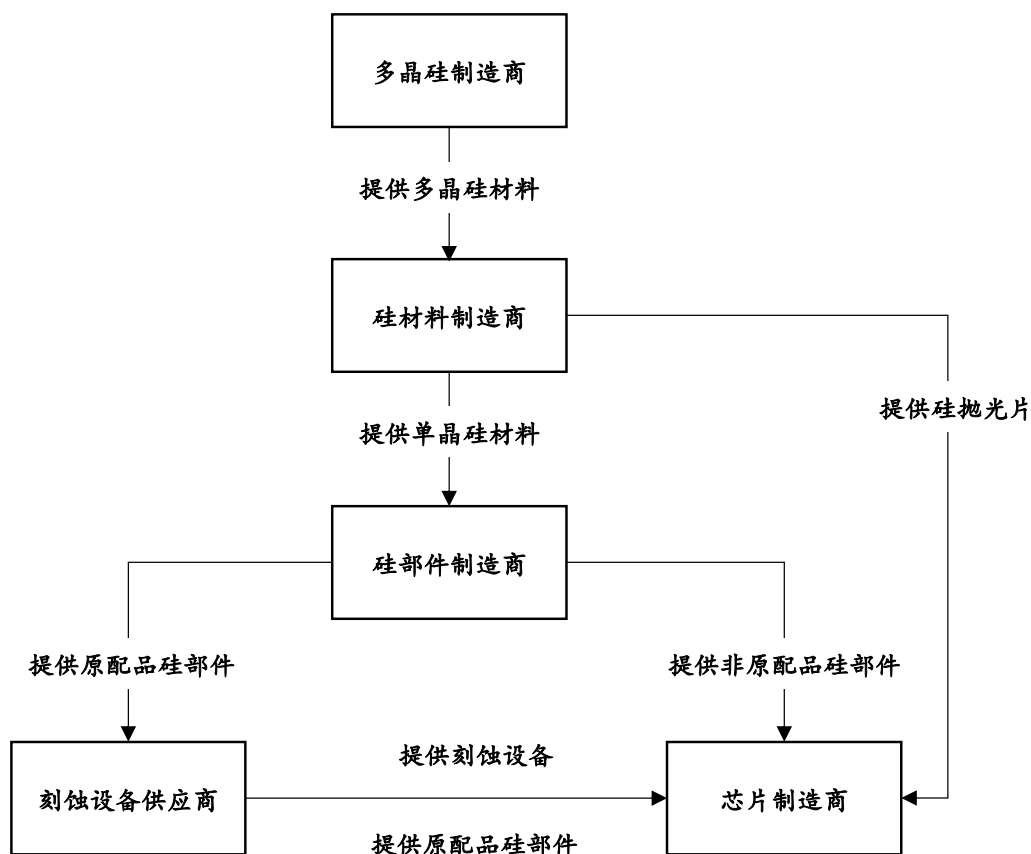 多晶硅制造商
提供多晶硅材料
硅材料制造商
提供硅抛光片
提供单晶硅材料
硅部件制造商
提供原配品硅部件
提供非原配品硅部件
提供刻蚀设备
刻蚀设备供应商
芯片制造商
提供原配品硅部件